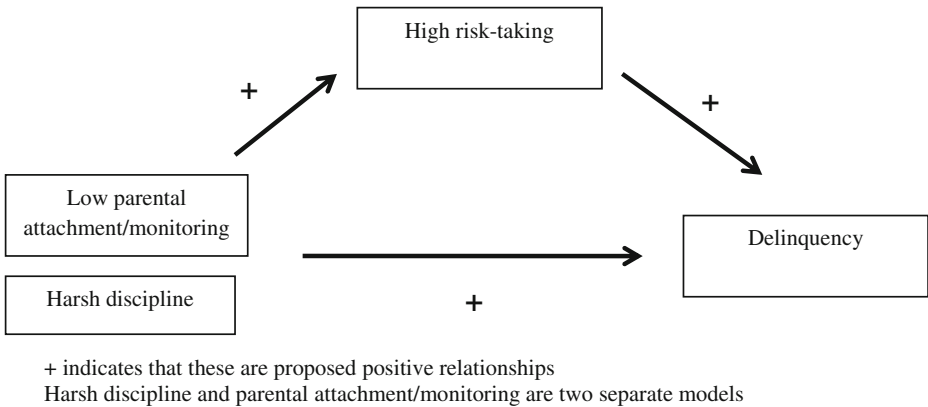 High risk-taking
+
+
Low parental
attachment/monitoring
Delinquency
Harsh discipline
+
+ indicates that these are proposed positive relationships
Harsh discipline and parental attachment/monitoring are two separate models